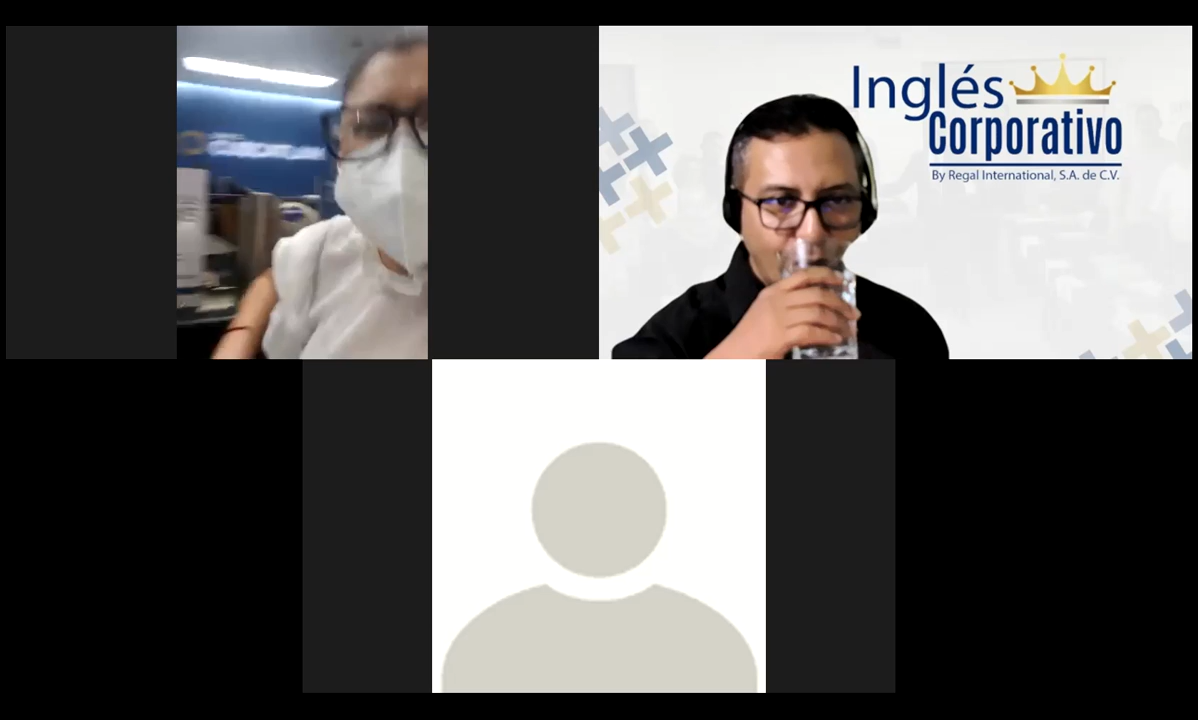 Inglés
Corporativo
By Regal International, S.A. de C.V.